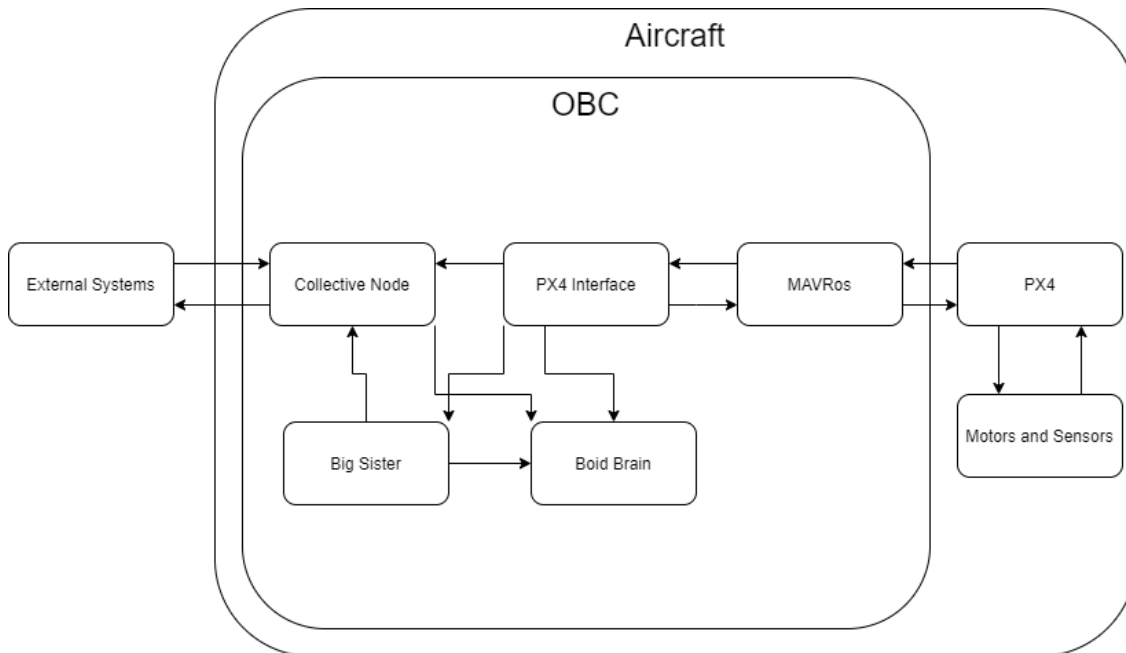 Aircraft
OBC
External Systems
Collective Node
PX4 Interface
MAVRos
PX4
Big Sister
Boid Brain
Motors and Sensors